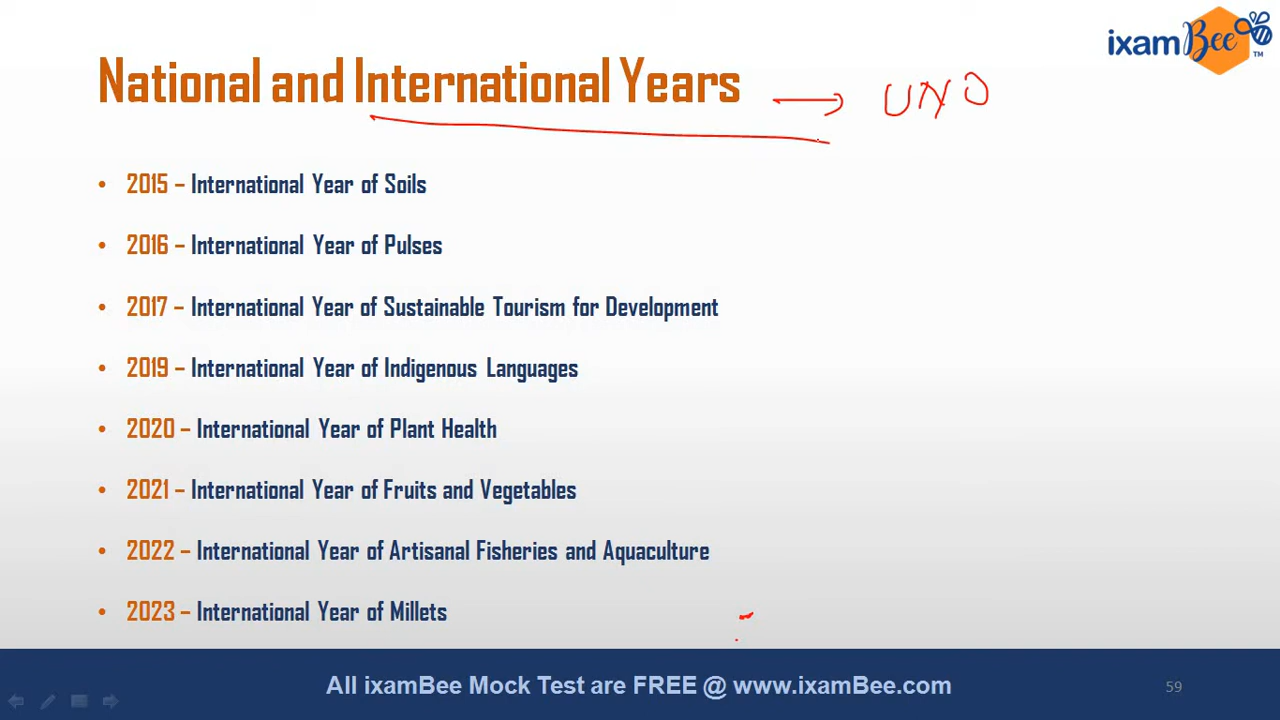 ixamBee™
National and International Years → UNO
• 2015 – International Year of Soils
• 2016 – International Year of Pulses
• 2017 – International Year of Sustainable Tourism for Development
• 2019 – International Year of Indigenous Languages
• 2020 – International Year of Plant Health
• 2021 – International Year of Fruits and Vegetables
• 2022 – International Year of Artisanal Fisheries and Aquaculture
• 2023 – International Year of Millets
All ixamBee Mock Test are FREE @ www.ixamBee.com
59